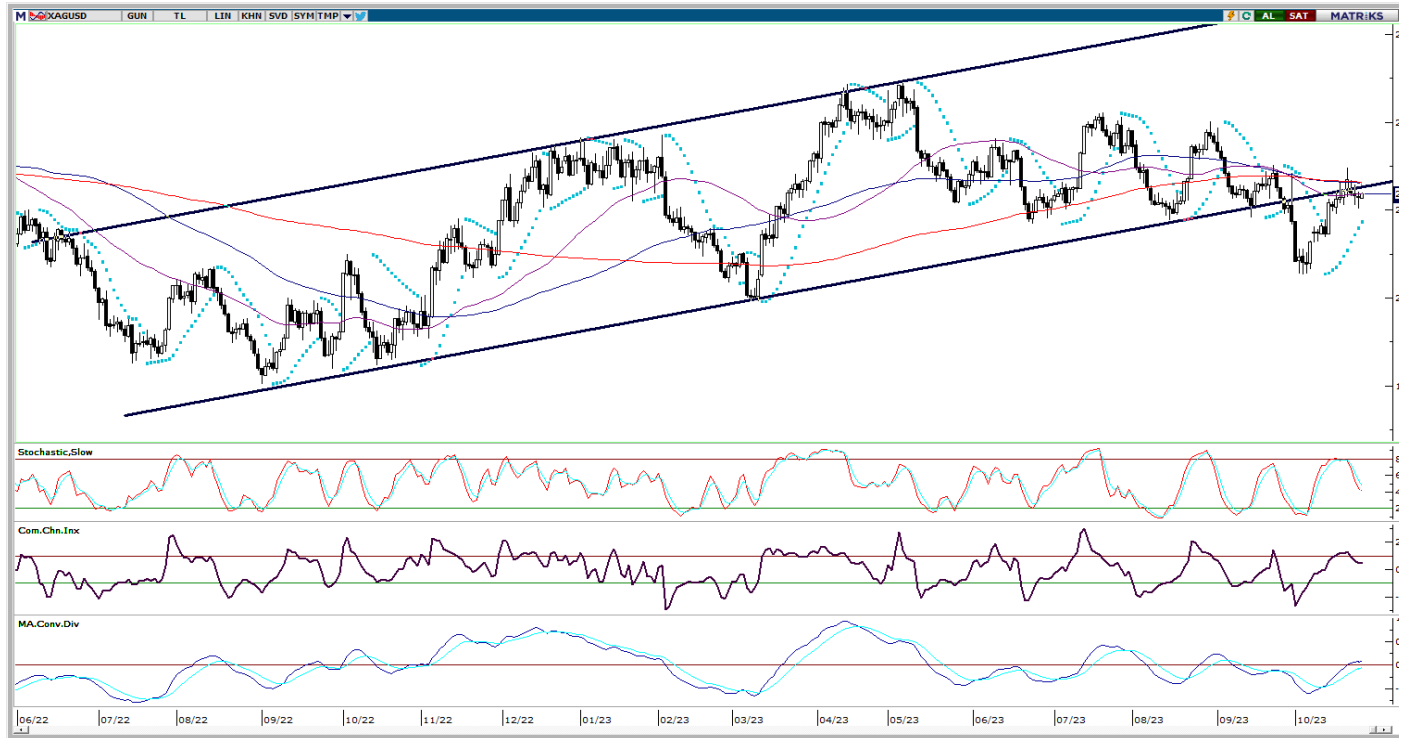 M XAGUSD GUN TL LIN KHN SVD SYM TMP AL SAT MATRiKS
Stochastic,Slow
Com.Chn.Inx
MA.Conv.Div
06/22 07/22 08/22 09/22 10/22 11/22 12/22 01/23 02/23 03/23 04/23 05/23 06/23 07/23 08/23 09/23 10/23